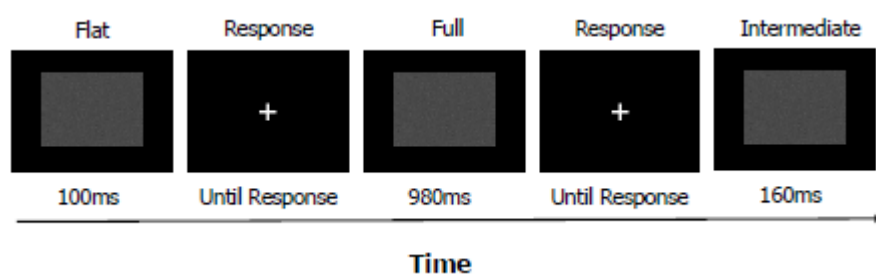 Flat Response Full Response Intermediate
100ms Until Response 980ms Until Response 160ms
Time